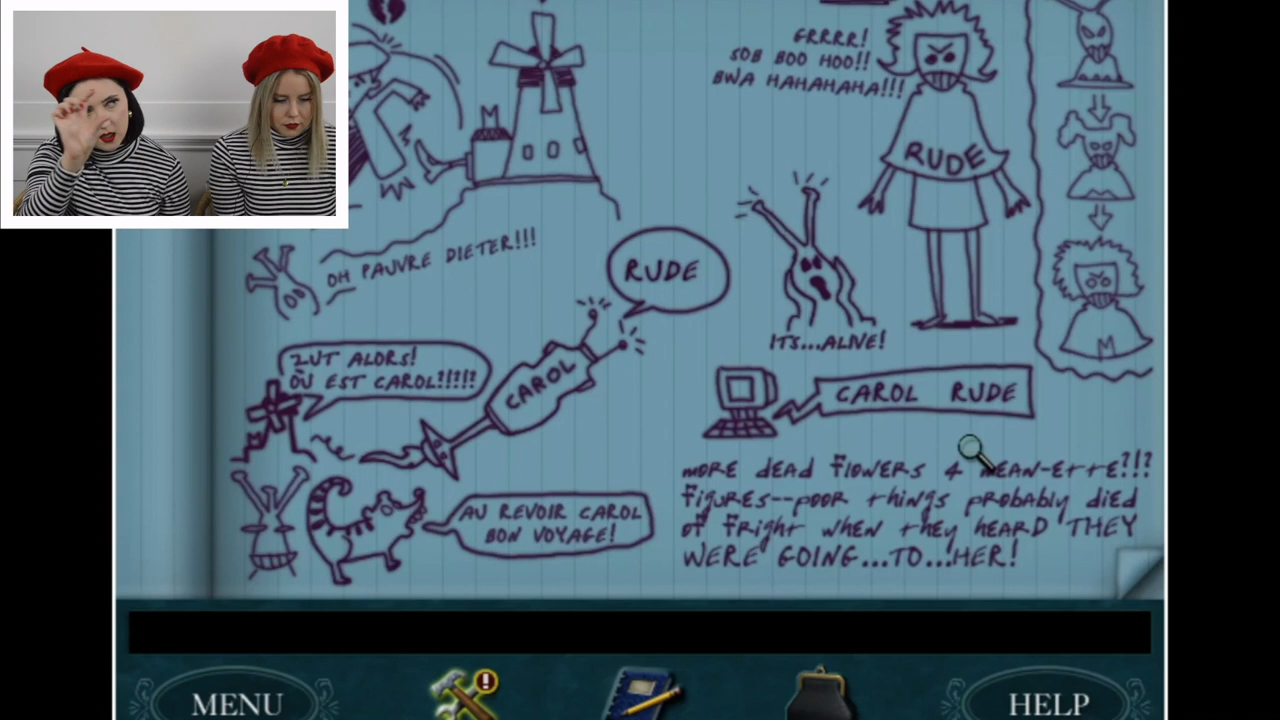 GRRRR!
SOB BOO HOO!!
BWA HAHAHAHA!!!
RUDE
OH PAUVRE DIETER!!!
RUDE
ITS...ALIVE!
ZUT ALORS!
OÙ EST CAROL?!!!!
CAROL
CAROL RUDE
AU REVOIR CAROL
BON VOYAGE!
MORE DEAD FLOWERS & MEAN-ETTE?!?
FIGURES--POOR THINGS PROBABLY DIED
OF FRIGHT WHEN THEY HEARD THEY
WERE GOING...TO...HER!
MENU
HELP